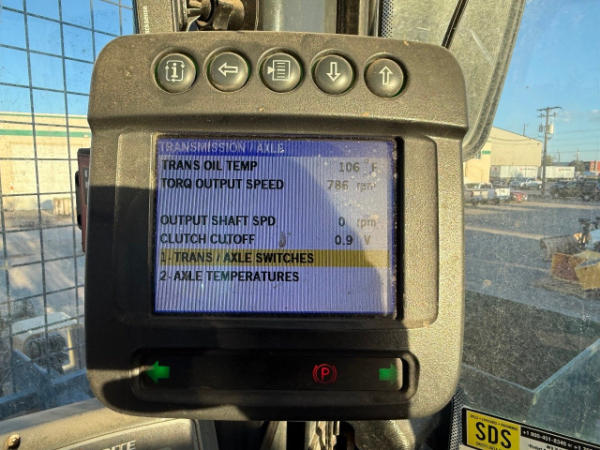 TRANSMISSION / AXLE
TRANS OIL TEMP 106 F
TORQ OUTPUT SPEED 786 rpm
OUTPUT SHAFT SPD 0 rpm
CLUTCH CUTOFF 0.9 V
1-TRANS / AXLE SWITCHES
2-AXLE TEMPERATURES
P
SDS